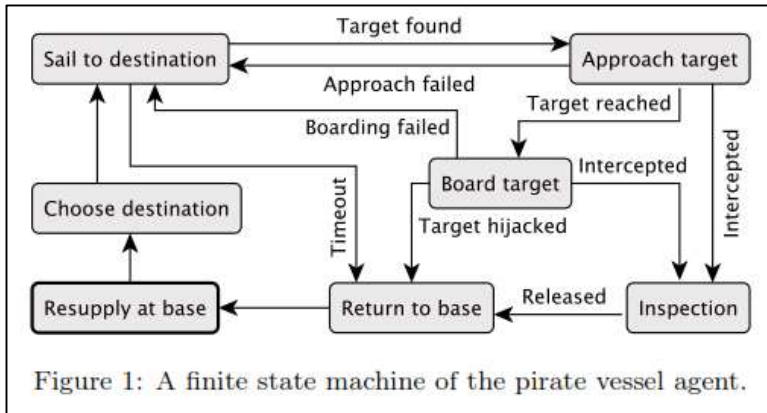 Target found
Sail to destination
Approach target
Approach failed
Target reached
Boarding failed
Intercepted
Board target
Intercepted
Choose destination
Timeout
Target hijacked
Released
Resupply at base
Return to base
Inspection
Figure 1: A finite state machine of the pirate vessel agent.